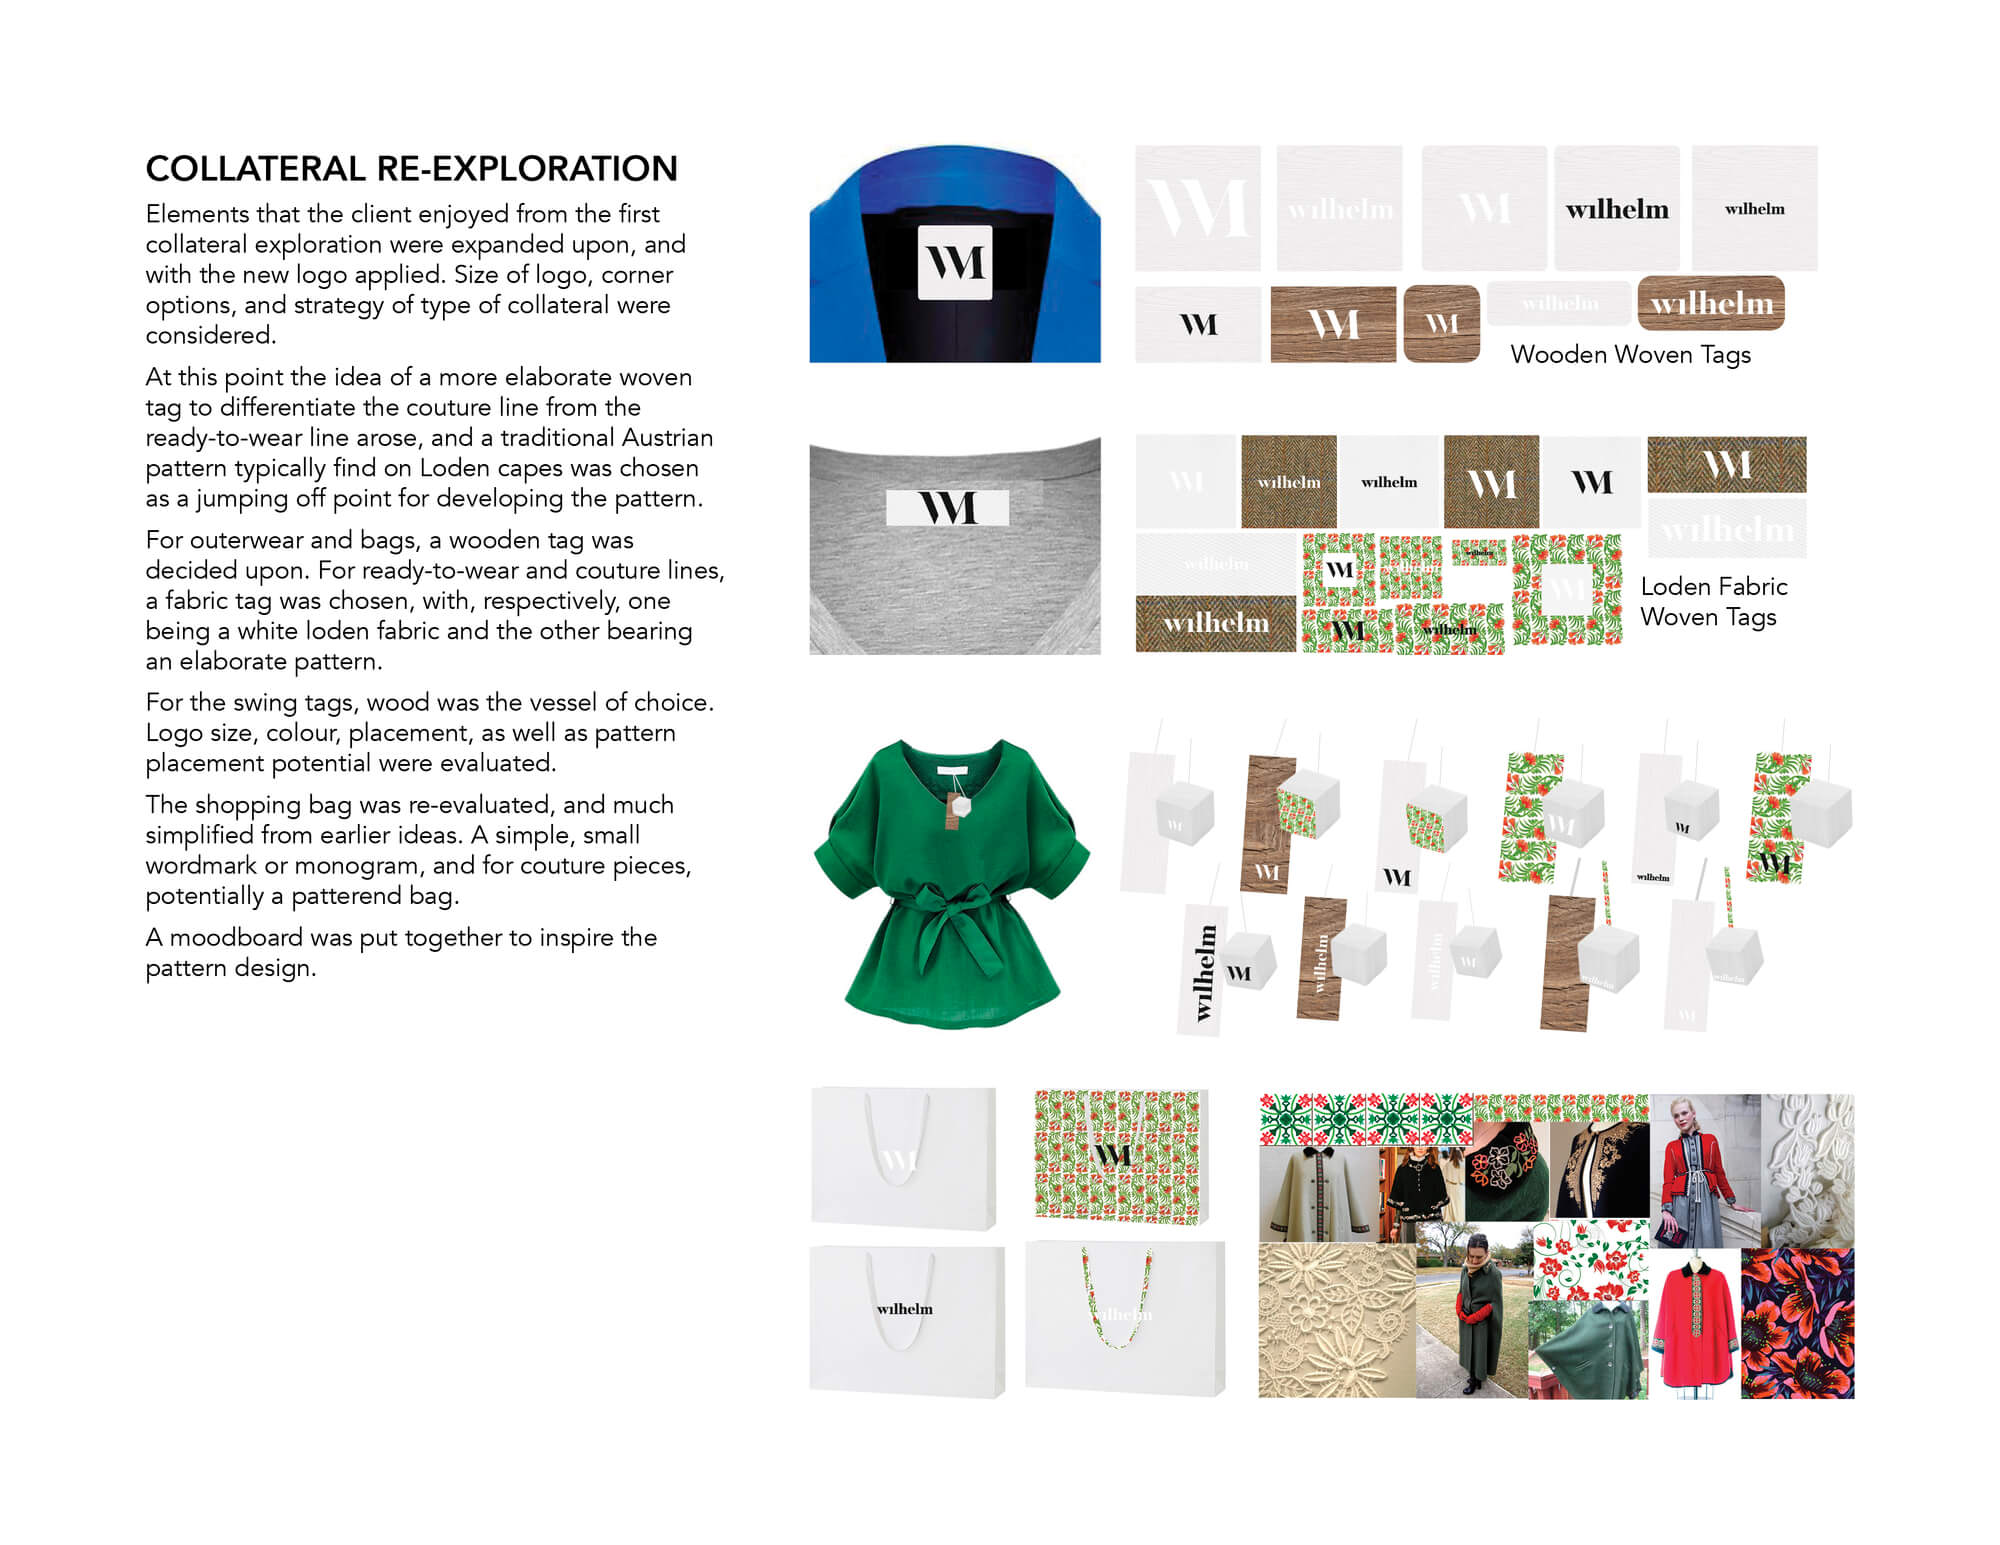 COLLATERAL RE-EXPLORATION
Elements that the client enjoyed from the first
collateral exploration were expanded upon, and
with the new logo applied. Size of logo, corner
options, and strategy of type of collateral were
considered.
At this point the idea of a more elaborate woven
tag to differentiate the couture line from the
ready-to-wear line arose, and a traditional Austrian
pattern typically find on Loden capes was chosen
as a jumping off point for developing the pattern.
For outerwear and bags, a wooden tag was
decided upon. For ready-to-wear and couture lines,
a fabric tag was chosen, with, respectively, one
being a white loden fabric and the other bearing
an elaborate pattern.
For the swing tags, wood was the vessel of choice.
Logo size, colour, placement, as well as pattern
placement potential were evaluated.
The shopping bag was re-evaluated, and much
simplified from earlier ideas. A simple, small
wordmark or monogram, and for couture pieces,
potentially a patterend bag.
A moodboard was put together to inspire the
pattern design.
WM
WM wilhelm WM wilhelm wilhelm
WM WM WM wilhelm wilhelm
Wooden Woven Tags
WM
WM wilhelm wilhelm WM WM WM
wilhelm
wilhelm WM wilhelm wilhelm WM
wilhelm WM wilhelm
Loden Fabric
Woven Tags
WM WM WM WM WM wilhelm WM
wilhelm WM wilhelm wilhelm WM wilhelm WM wilhelm
WM WM
wilhelm wilhelm